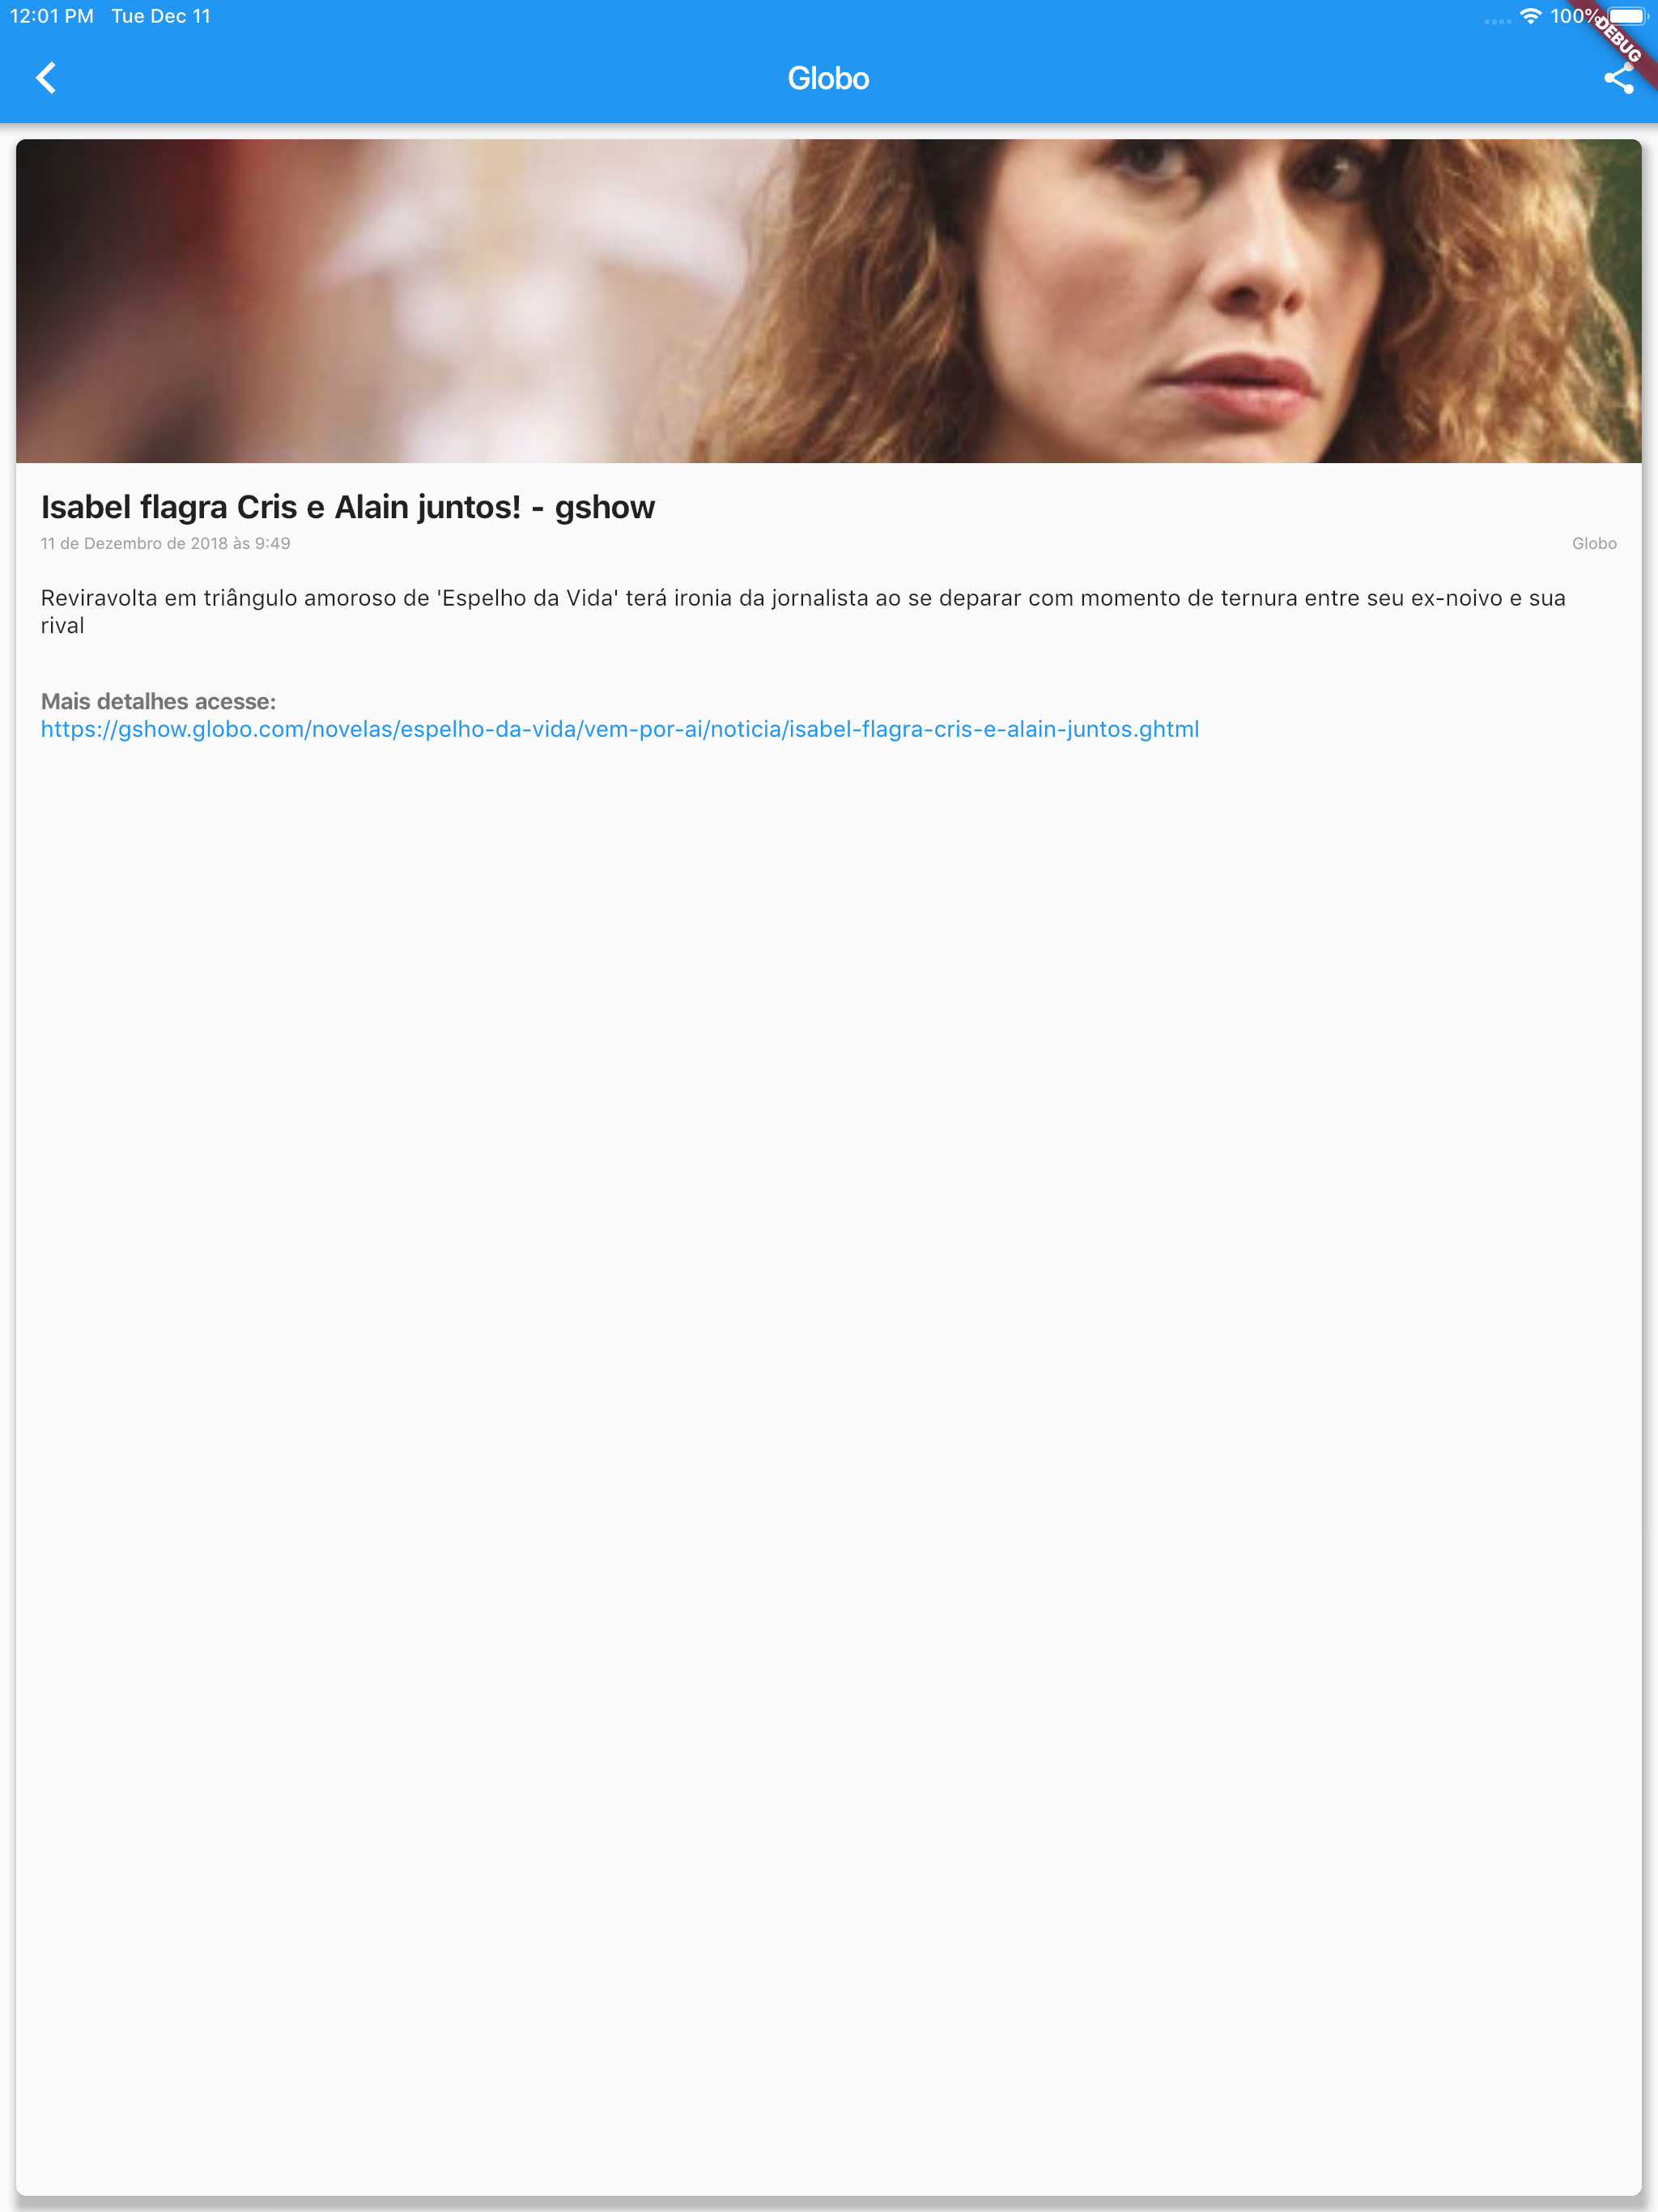 12:01 PM Tue Dec 11
100%
DEBUG
Globo
Isabel flagra Cris e Alain juntos! - gshow
11 de Dezembro de 2018 às 9:49
Globo
Reviravolta em triângulo amoroso de 'Espelho da Vida' terá ironia da jornalista ao se deparar com momento de ternura entre seu ex-noivo e sua
rival
Mais detalhes acesse:
https://gshow.globo.com/novelas/espelho-da-vida/vem-por-ai/noticia/isabel-flagra-cris-e-alain-juntos.ghtml